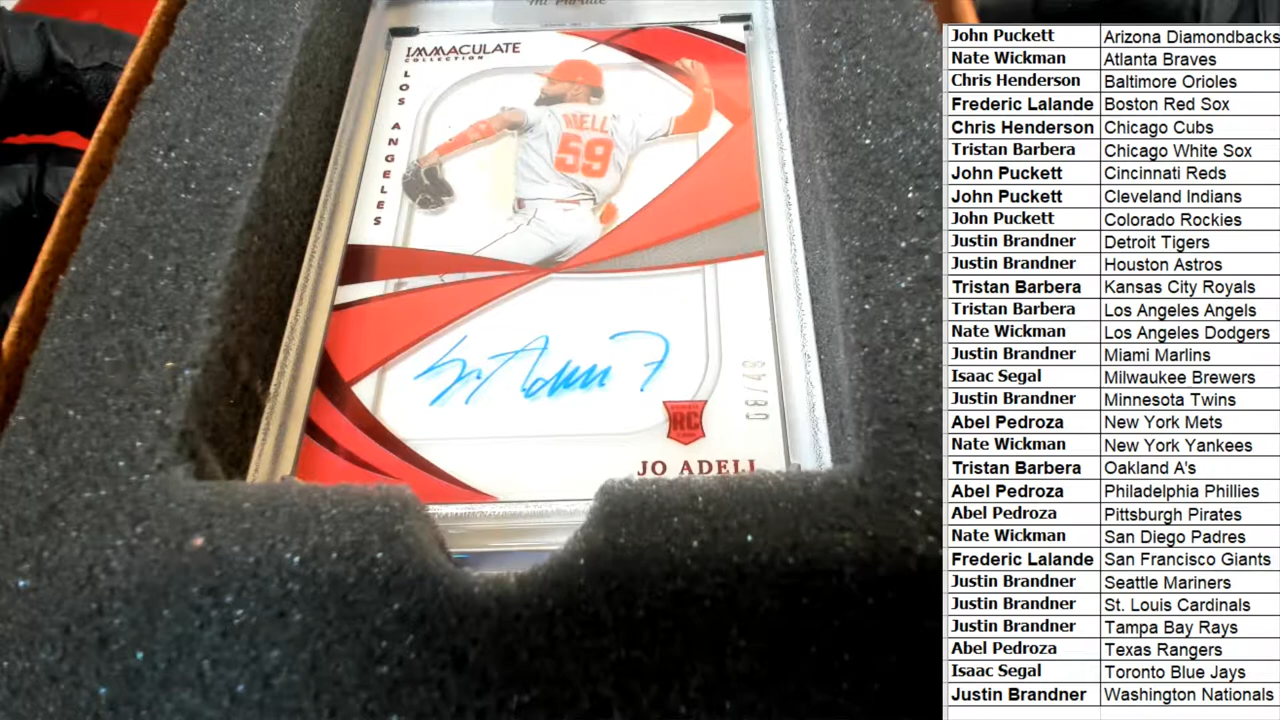 IMMACULATE
COLLECTION
LOS ANGELES
ADELL
59
08/48
RC
JO ADELL
John Puckett Arizona Diamondbacks
Nate Wickman Atlanta Braves
Chris Henderson Baltimore Orioles
Frederic Lalande Boston Red Sox
Chris Henderson Chicago Cubs
Tristan Barbera Chicago White Sox
John Puckett Cincinnati Reds
John Puckett Cleveland Indians
John Puckett Colorado Rockies
Justin Brandner Detroit Tigers
Justin Brandner Houston Astros
Tristan Barbera Kansas City Royals
Tristan Barbera Los Angeles Angels
Nate Wickman Los Angeles Dodgers
Justin Brandner Miami Marlins
Isaac Segal Milwaukee Brewers
Justin Brandner Minnesota Twins
Abel Pedroza New York Mets
Nate Wickman New York Yankees
Tristan Barbera Oakland A's
Abel Pedroza Philadelphia Phillies
Abel Pedroza Pittsburgh Pirates
Nate Wickman San Diego Padres
Frederic Lalande San Francisco Giants
Justin Brandner Seattle Mariners
Justin Brandner St. Louis Cardinals
Justin Brandner Tampa Bay Rays
Abel Pedroza Texas Rangers
Isaac Segal Toronto Blue Jays
Justin Brandner Washington Nationals